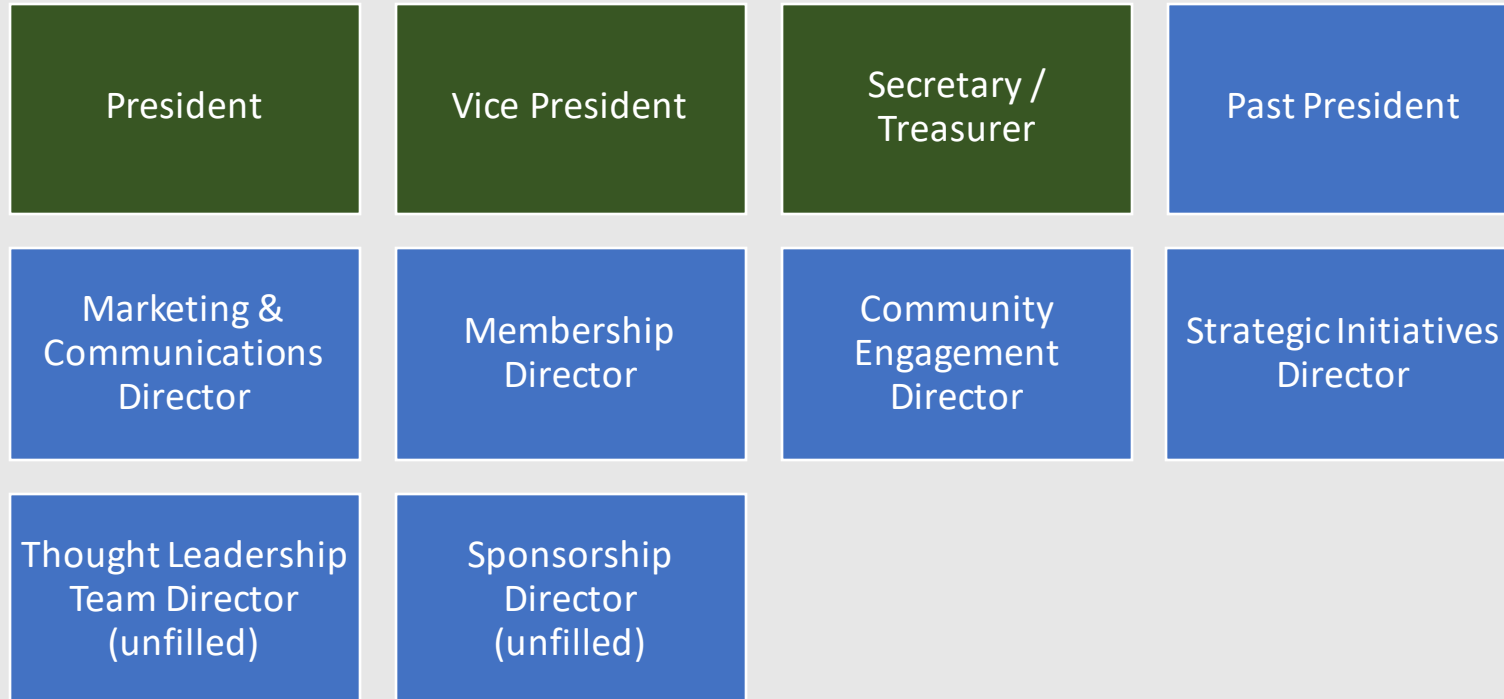 President
Vice President
Secretary /
Treasurer
Past President
Marketing &
Communications
Director
Membership
Director
Community
Engagement
Director
Strategic Initiatives
Director
Thought Leadership
Team Director
(unfilled)
Sponsorship
Director
(unfilled)